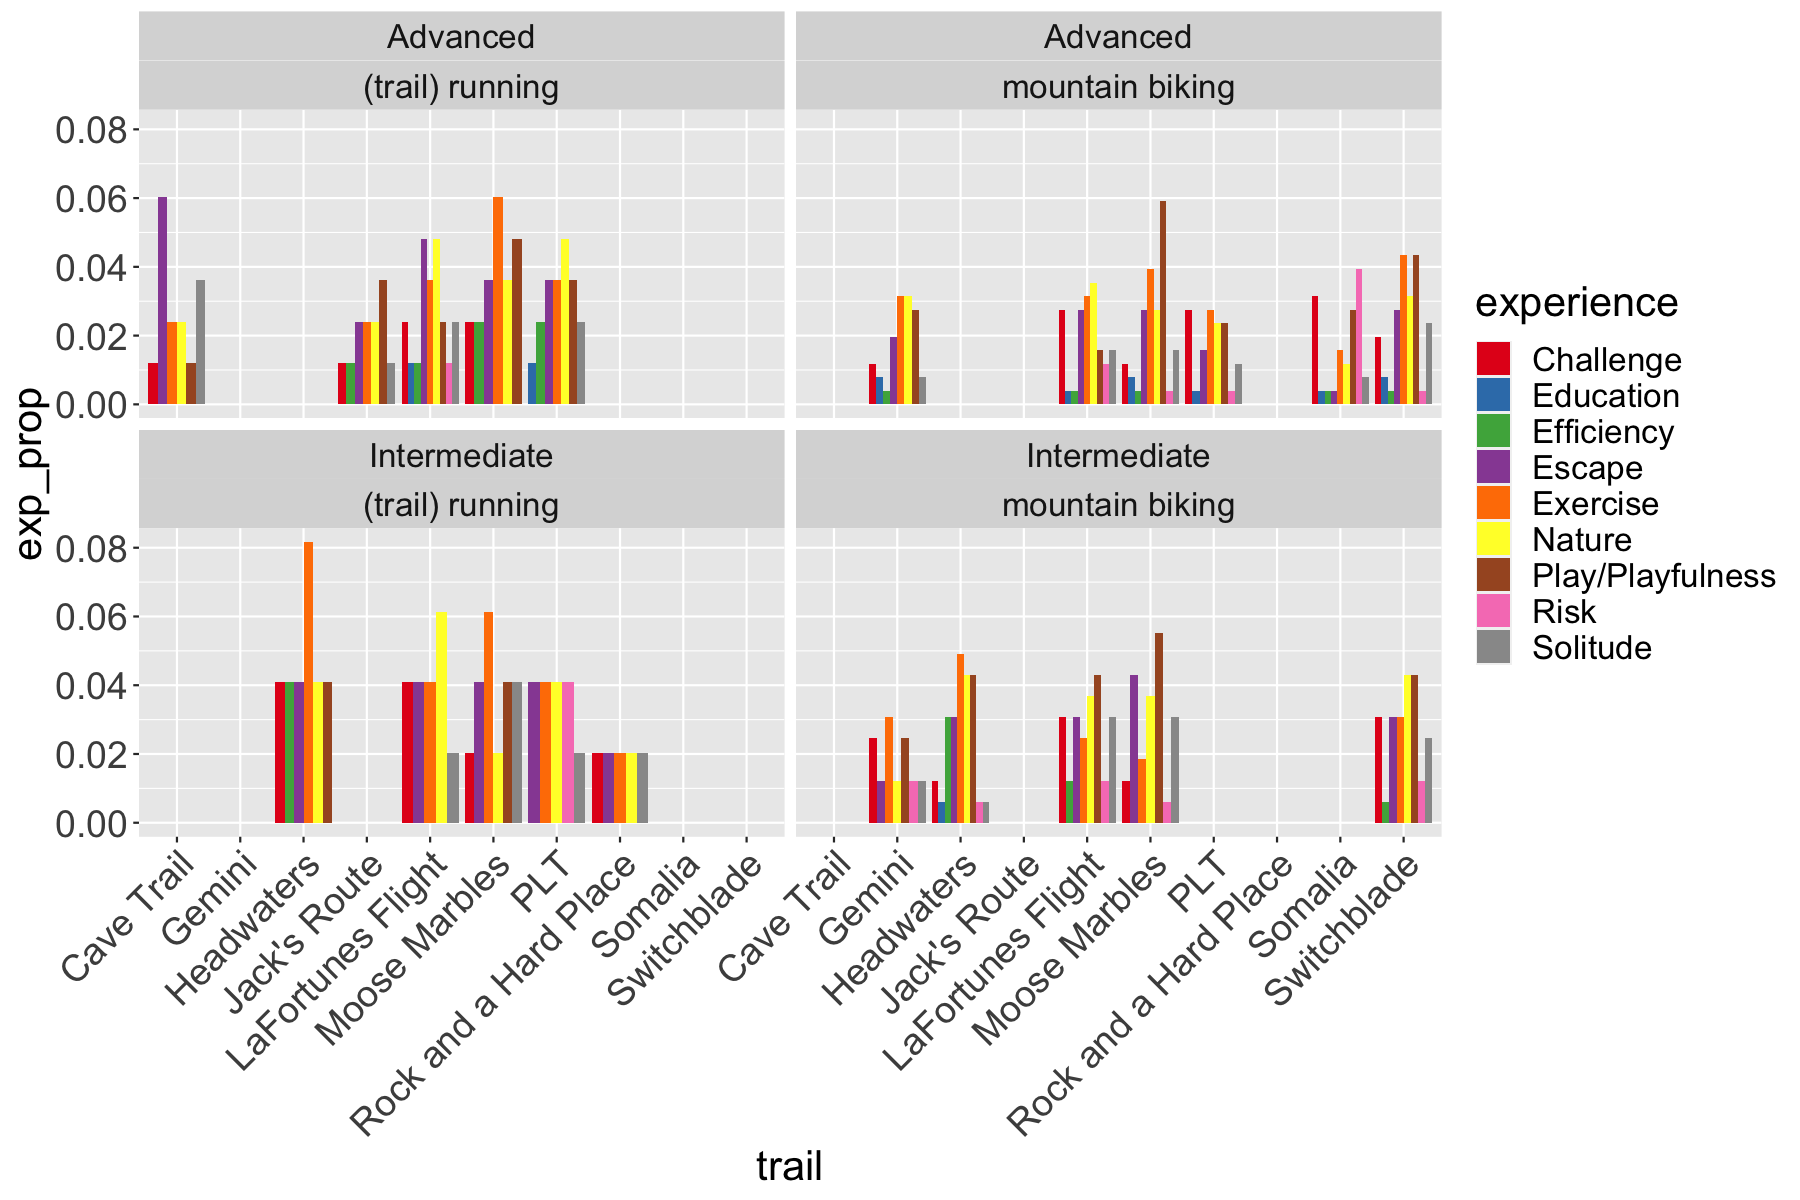 Advanced
(trail) running
Advanced
mountain biking
0.08
0.06
0.04
0.02
0.00
Intermediate
(trail) running
Intermediate
mountain biking
0.08
0.06
0.04
0.02
0.00
exp_prop
Cave Trail
Gemini
Headwaters
Jack's Route
LaFortunes Flight
Moose Marbles
PLT
Rock and a Hard Place
Somalia
Switchblade
Cave Trail
Gemini
Headwaters
Jack's Route
LaFortunes Flight
Moose Marbles
PLT
Rock and a Hard Place
Somalia
Switchblade
trail
experience
Challenge
Education
Efficiency
Escape
Exercise
Nature
Play/Playfulness
Risk
Solitude